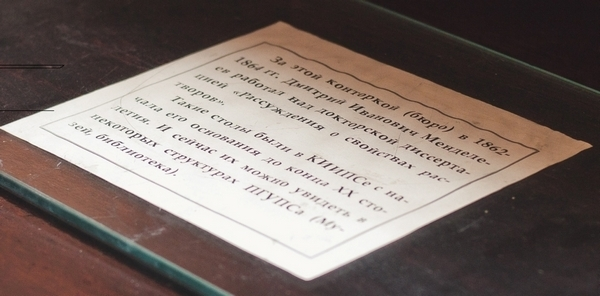 За этой конторкой (бюро) в 1862-
1864 гг. Дмитрий Иванович Менделе-
ев работал над докторской диссерта-
цией «рассуждения о свойствах рас-
творов».
Такие столы были в КИИПСе с на-
чала его основания до конца XX сто-
летия. И сейчас их можно увидеть в
некоторых структурах ПГУПСа (Му-
зей, библиотека).